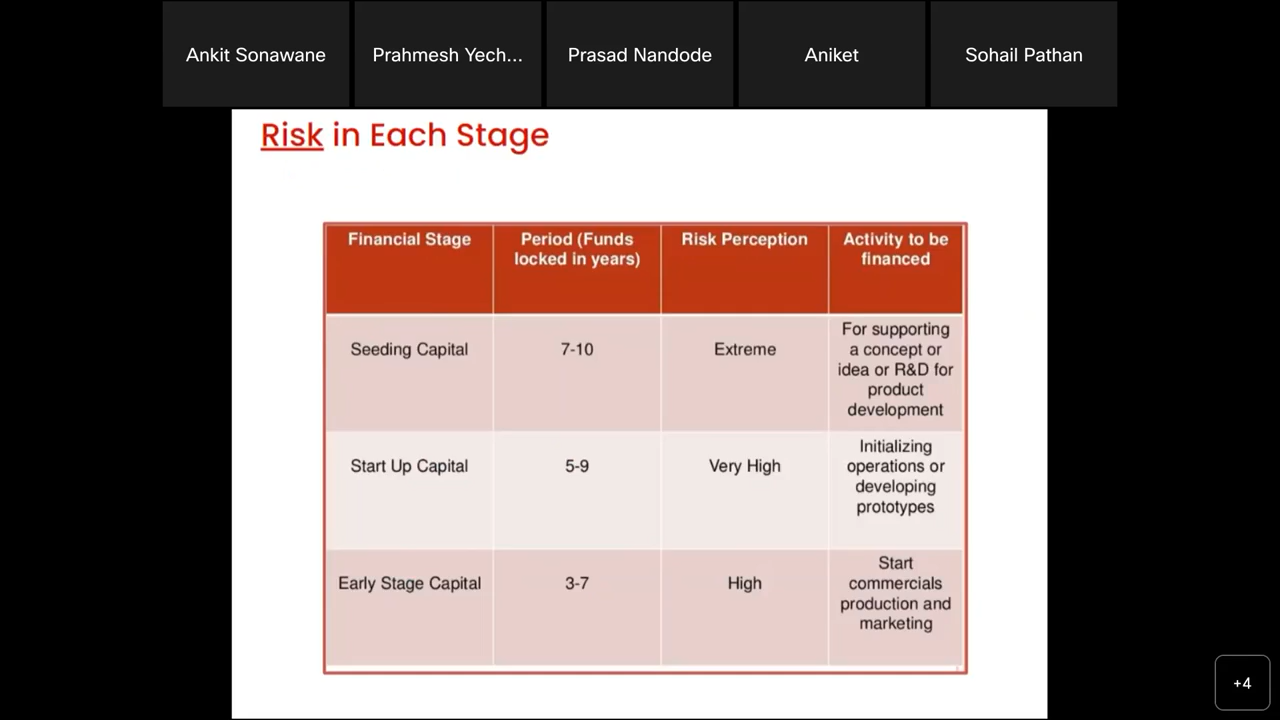 Ankit Sonawane
Prahmesh Yech...
Prasad Nandode
Aniket
Sohail Pathan
Risk in Each Stage
Financial Stage
Period (Funds
locked in years)
Risk Perception
Activity to be
financed
Seeding Capital
7-10
Extreme
For supporting
a concept or
idea or R&D for
product
development
Start Up Capital
5-9
Very High
Initializing
operations or
developing
prototypes
Early Stage Capital
3-7
High
Start
commercials
production and
marketing
+4